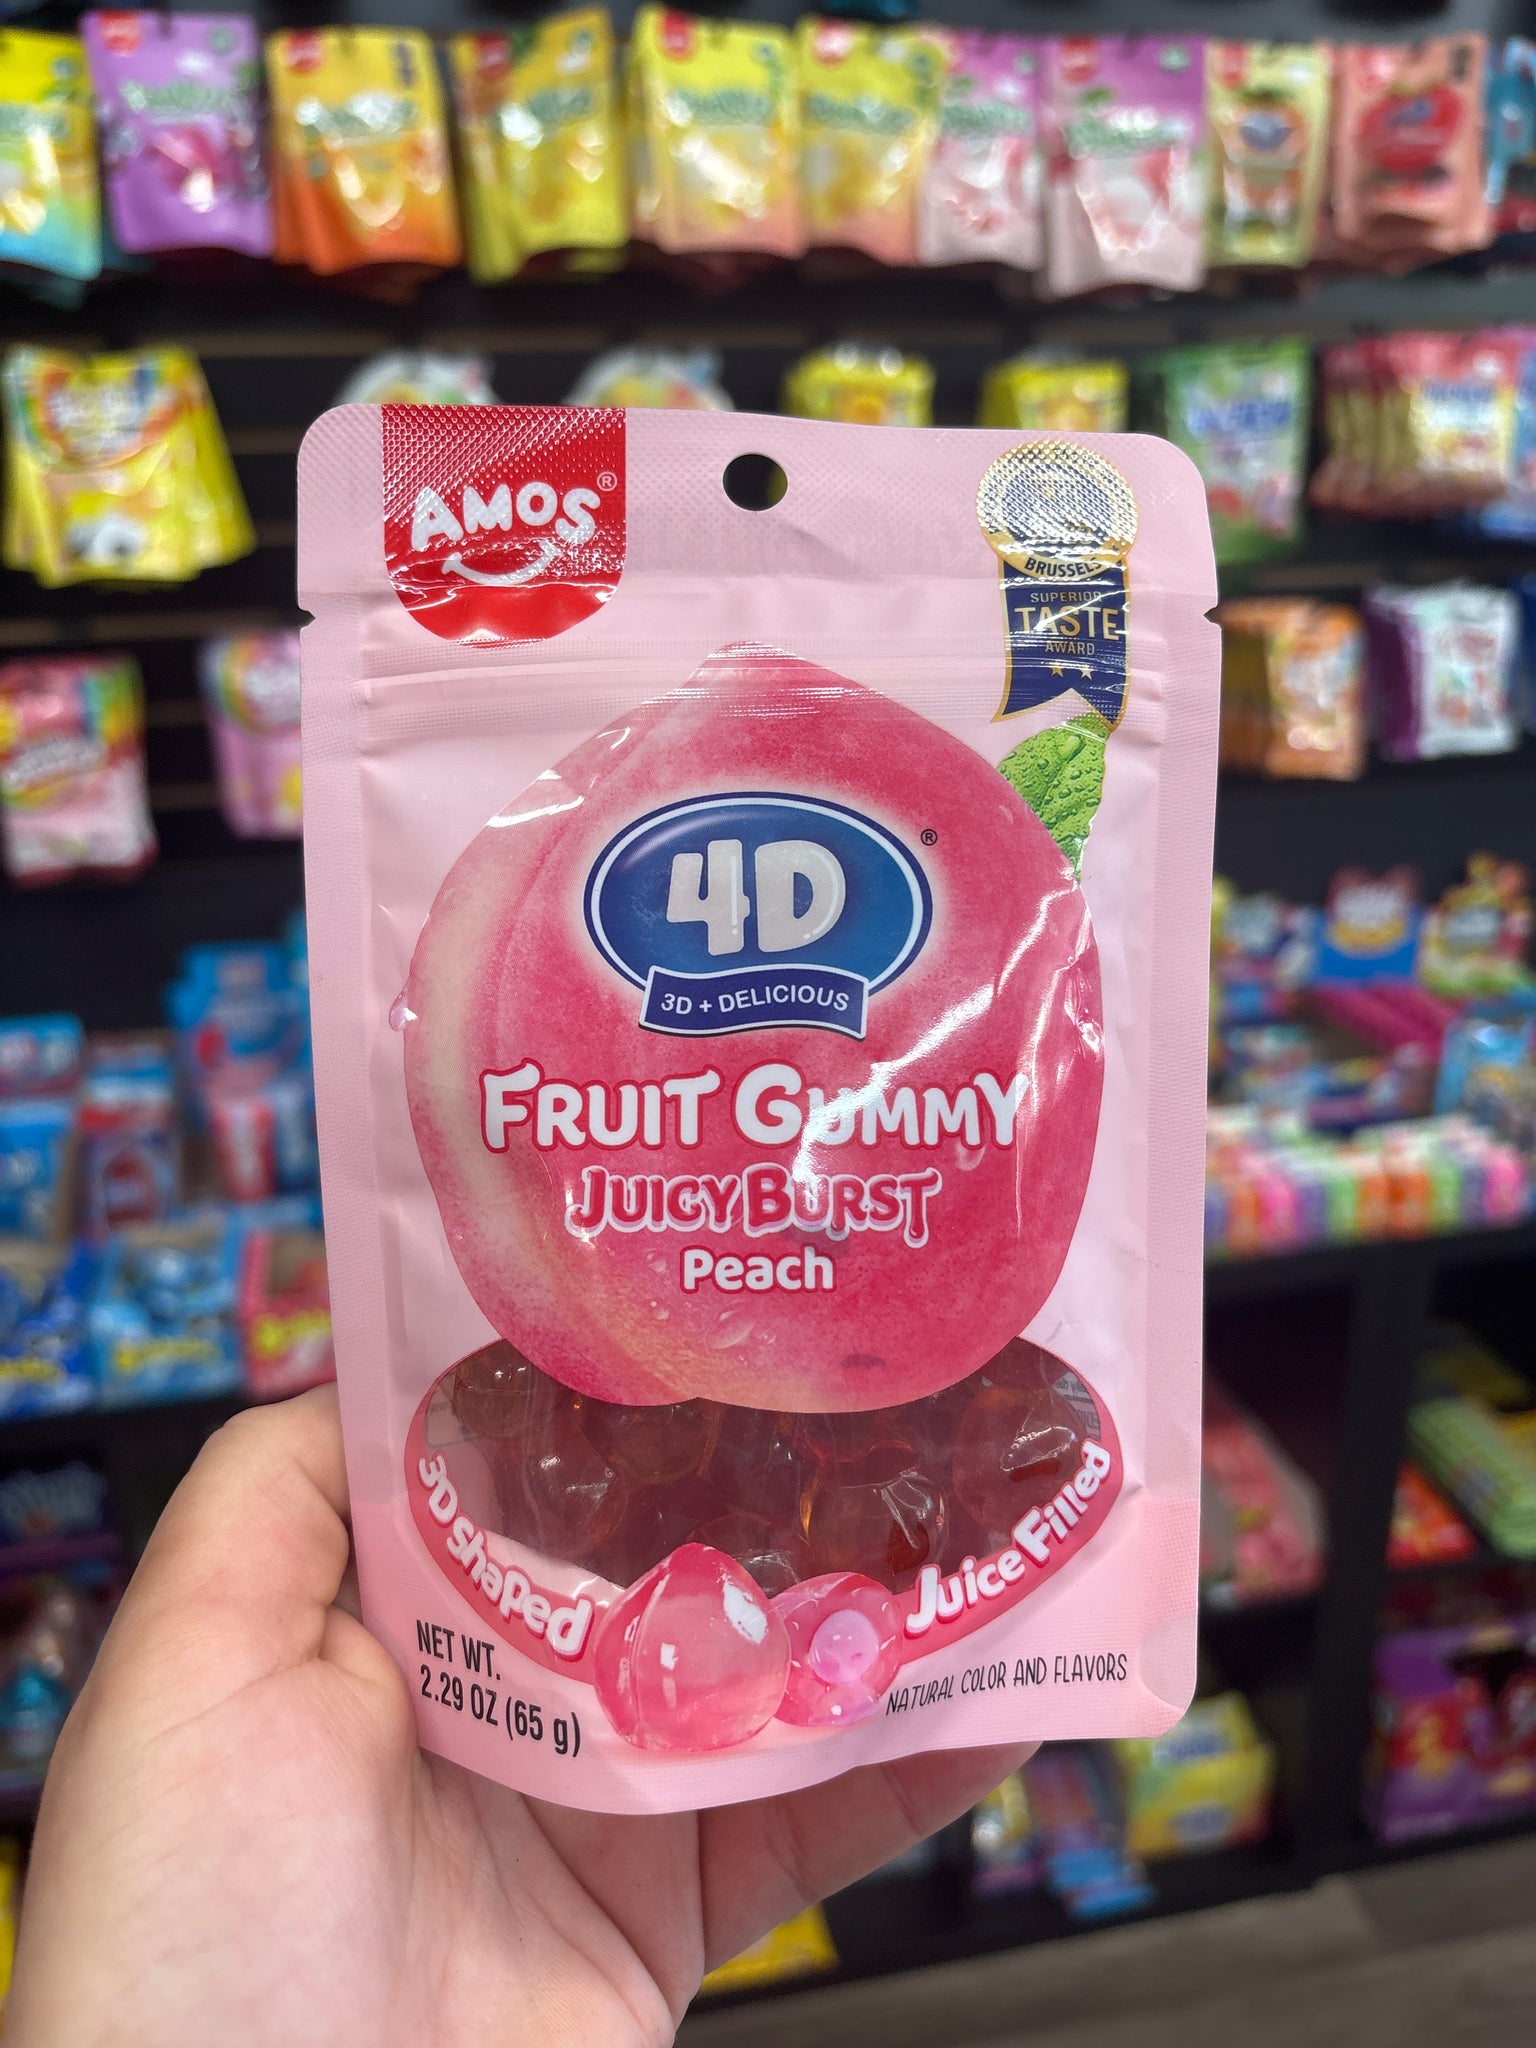 AMOS®
BRUSSELS
SUPERIOR
TASTE
AWARD
4D®
3D + DELICIOUS
FRUIT GUMMY
JUICY BURST
Peach
3D shaped
Juice Filled
NET WT.
2.29 OZ (65 g)
NATURAL COLOR AND FLAVORS